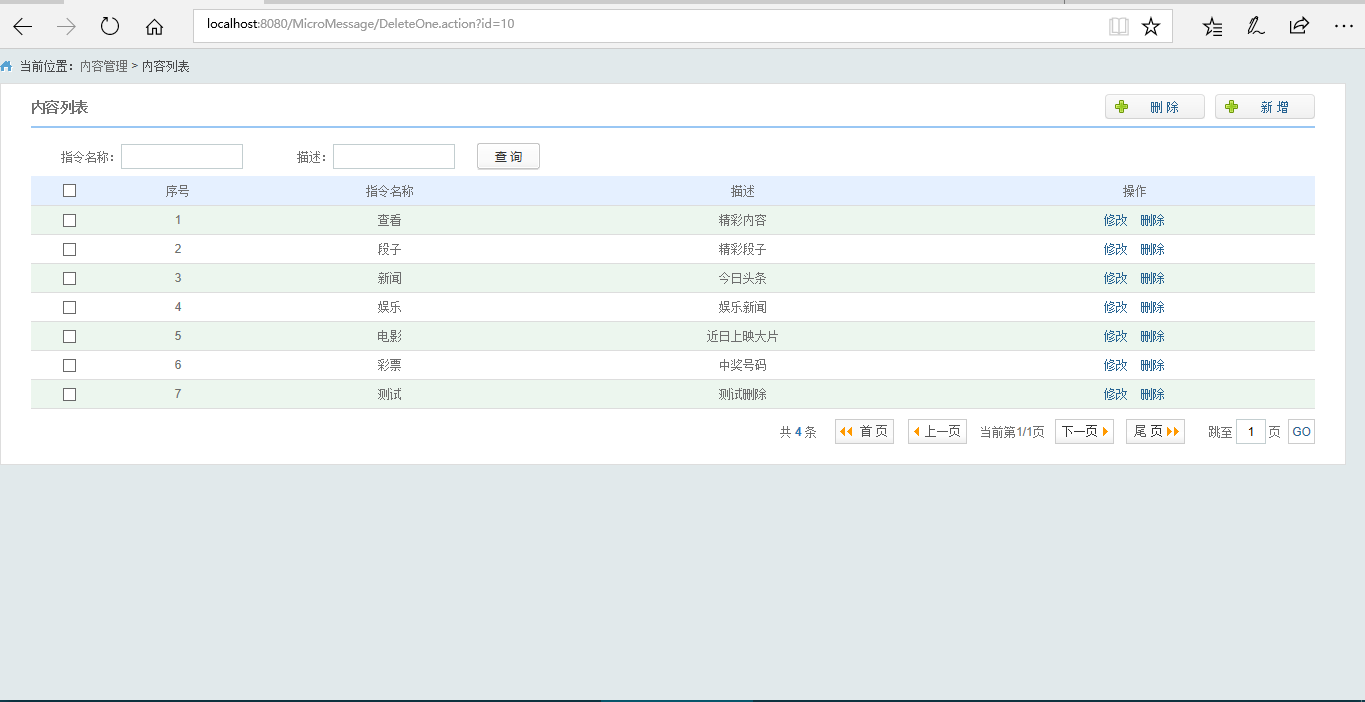 localhost:8080/MicroMessage/DeleteOne.action?id=10
当前位置：内容管理 > 内容列表
内容列表 删 除 新 增
指令名称： 描述： 查 询
序号 指令名称 描述 操作
1 查看 精彩内容 修改 删除
2 段子 精彩段子 修改 删除
3 新闻 今日头条 修改 删除
4 娱乐 娱乐新闻 修改 删除
5 电影 近日上映大片 修改 删除
6 彩票 中奖号码 修改 删除
7 测试 测试删除 修改 删除
共 4 条 首 页 上一页 当前第1/1页 下一页 尾 页 跳至 1 页 GO